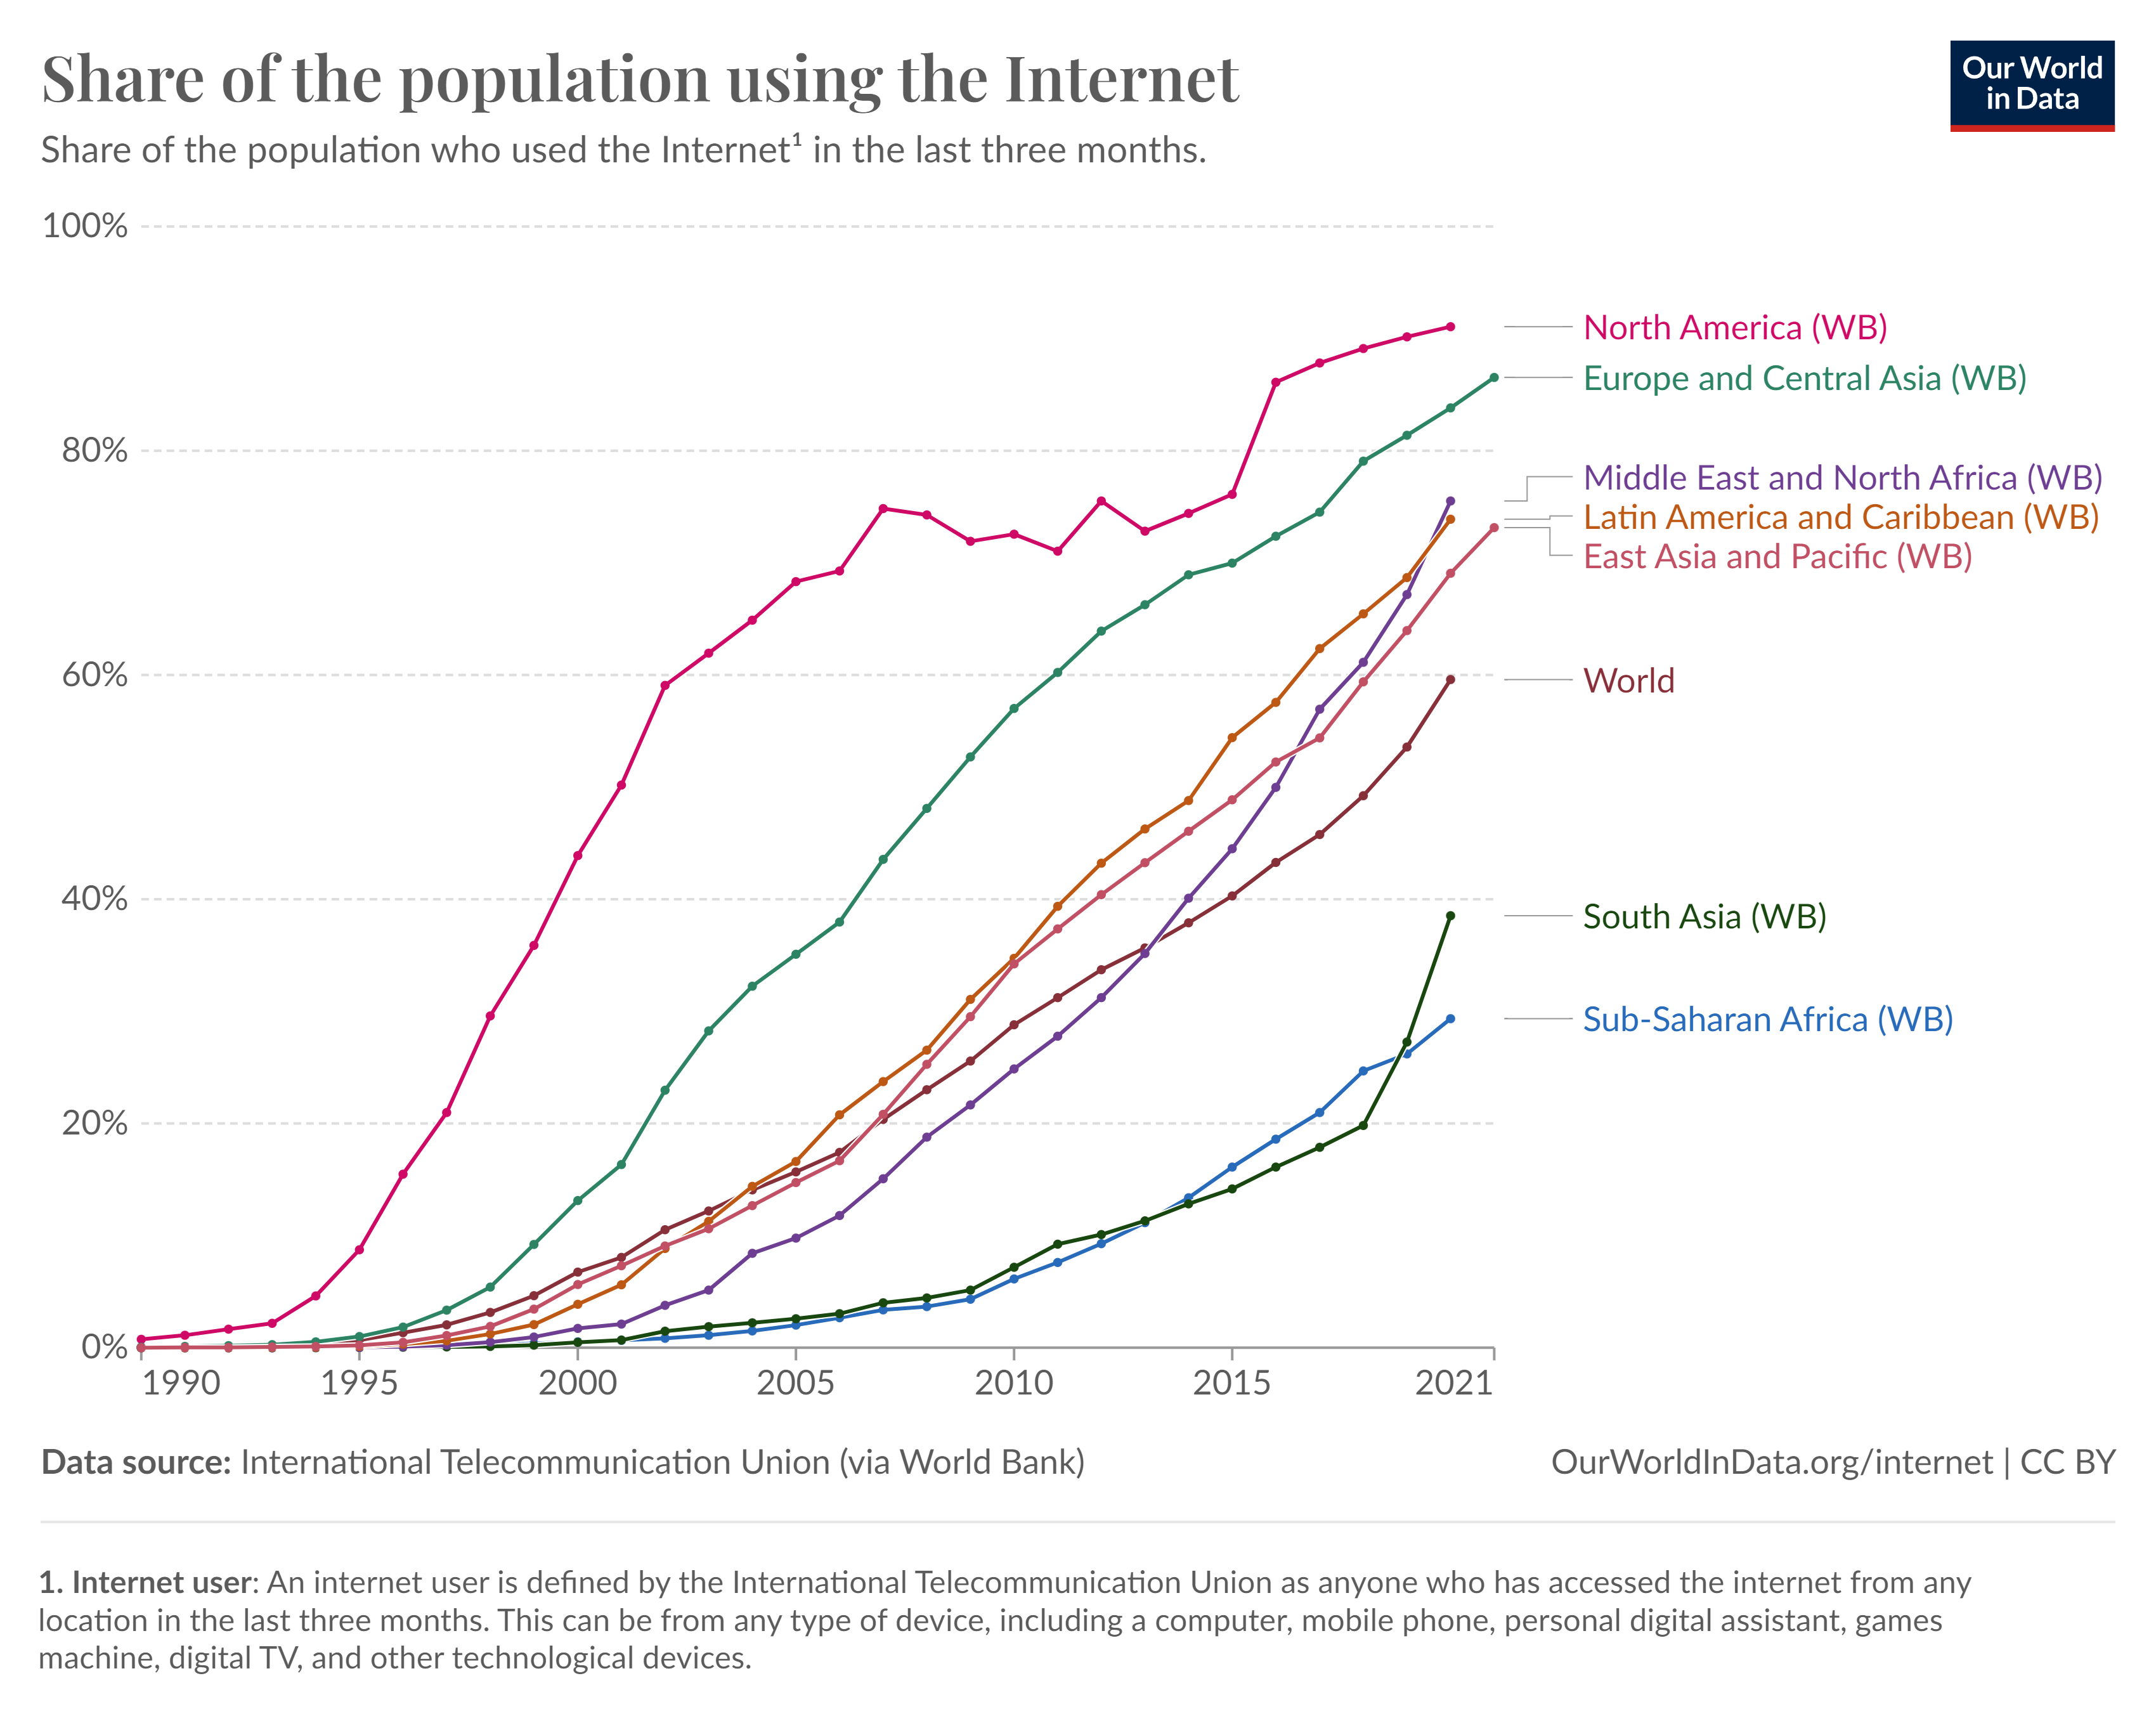 Share of the population using the Internet
Our World
in Data
Share of the population who used the Internet¹ in the last three months.
100%
80%
60%
40%
20%
0%
North America (WB)
Europe and Central Asia (WB)
Middle East and North Africa (WB)
Latin America and Caribbean (WB)
East Asia and Pacific (WB)
World
South Asia (WB)
Sub-Saharan Africa (WB)
1990 1995 2000 2005 2010 2015 2021
Data source: International Telecommunication Union (via World Bank)
OurWorldInData.org/internet | CC BY
1. Internet user: An internet user is defined by the International Telecommunication Union as anyone who has accessed the internet from any
location in the last three months. This can be from any type of device, including a computer, mobile phone, personal digital assistant, games
machine, digital TV, and other technological devices.